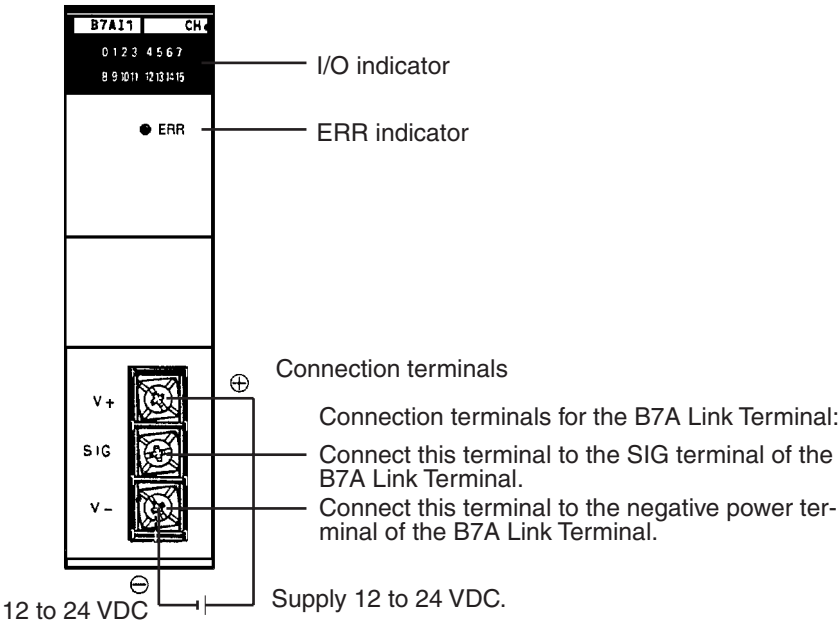 B7AI1 CH
0 1 2 3 4 5 6 7
8 9 10 11 12 13 14 15
I/O indicator
ERR
ERR indicator
Connection terminals
⊕
V+
Connection terminals for the B7A Link Terminal:
SIG
Connect this terminal to the SIG terminal of the
B7A Link Terminal.
V–
Connect this terminal to the negative power ter-
minal of the B7A Link Terminal.
⊖
12 to 24 VDC
Supply 12 to 24 VDC.